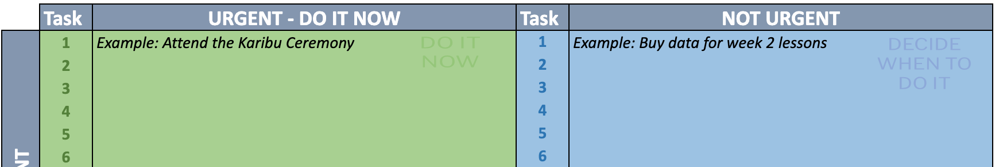 Task URGENT - DO IT NOW Task NOT URGENT
1 Example: Attend the Karibu Ceremony DO IT 1 Example: Buy data for week 2 lessons DECIDE
2 NOW 2 WHEN TO
3 3 DO IT
4 4
5 5
6 6
NT